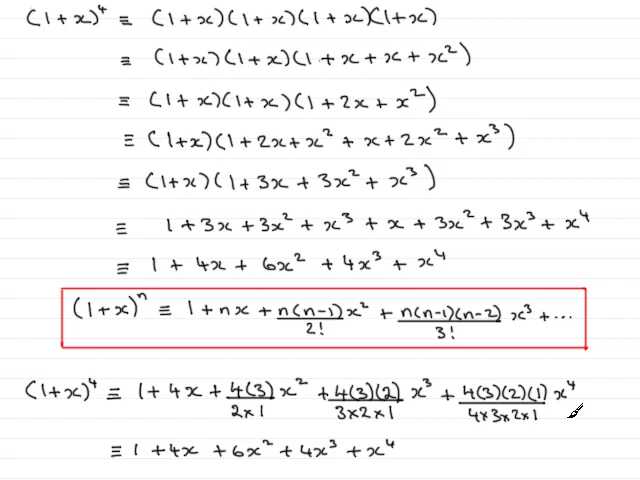 (1+x)⁴ ≡ (1+x)(1+x)(1+x)(1+x)
≡ (1+x)(1+x)(1+x+x+x²)
≡ (1+x)(1+x)(1+2x+x²)
≡ (1+x)(1+2x+x²+x+2x²+x³)
≡ (1+x)(1+3x+3x²+x³)
≡ 1+3x+3x²+x³+x+3x²+3x³+x⁴
≡ 1+4x+6x²+4x³+x⁴
(1+x)ⁿ ≡ 1+nx+n(n-1)/2! x²+n(n-1)(n-2)/3! x³+...
(1+x)⁴ ≡ 1+4x+4(3)/2×1 x²+4(3)(2)/3×2×1 x³+4(3)(2)(1)/4×3×2×1 x⁴
≡ 1+4x+6x²+4x³+x⁴